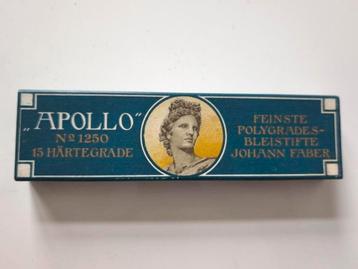 „APOLLO"
No 1250
15 HÄRTEGRADE
FEINSTE
POLYGRADES-
BLEISTIFTE
JOHANN FABER